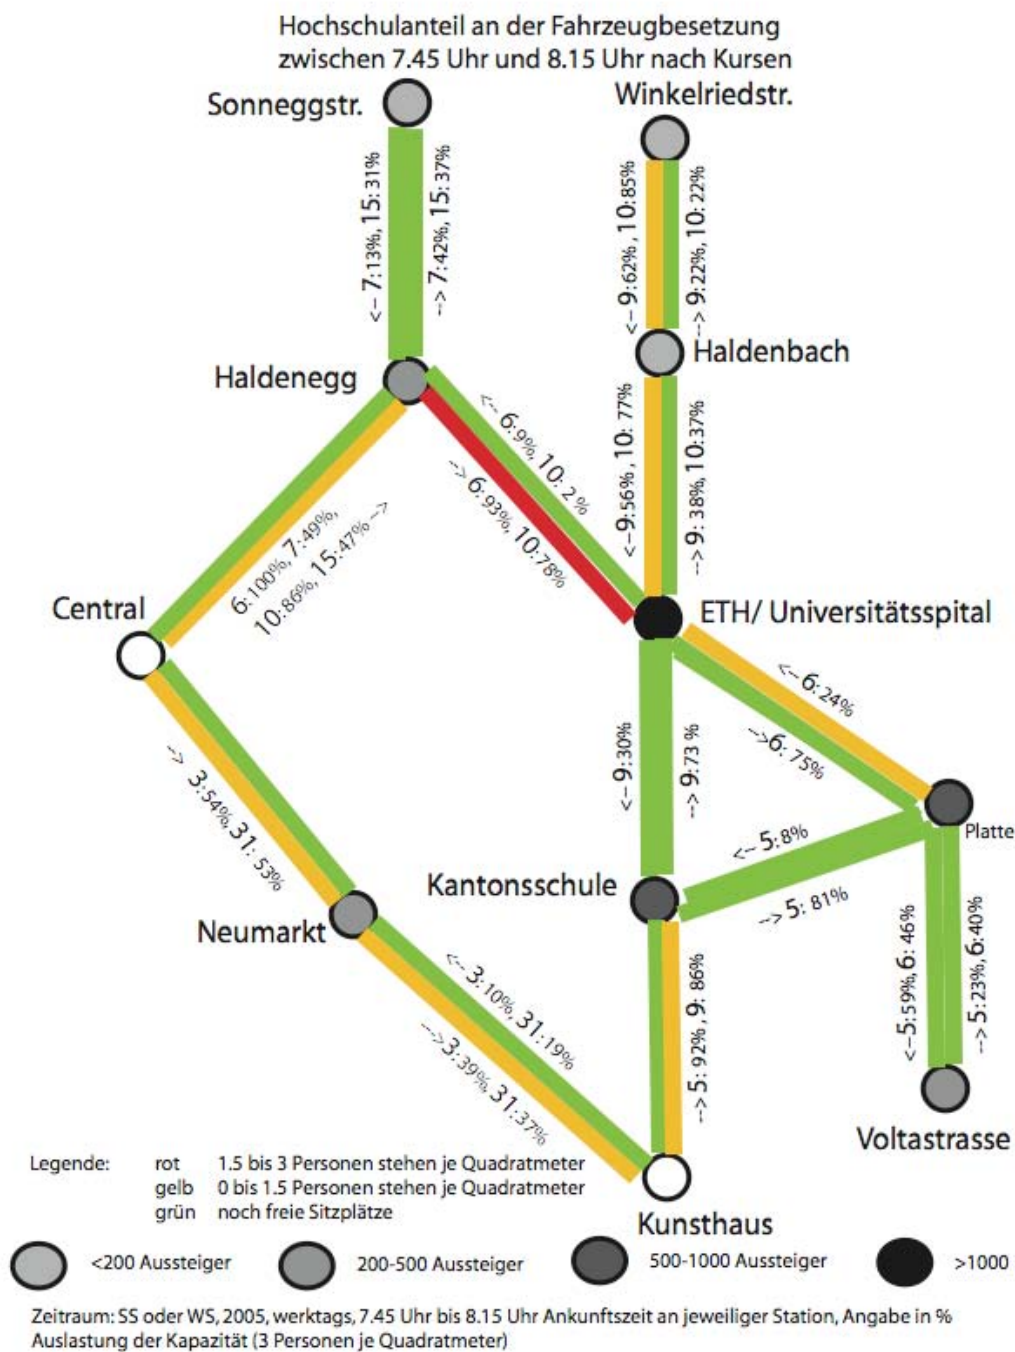 Hochschulanteil an der Fahrzeugbesetzung
zwischen 7.45 Uhr und 8.15 Uhr nach Kursen
Sonneggstr.
Winkelriedstr.
<-- 7:13%, 15: 31%
--> 7:42%, 15: 37%
<-- 9:62%, 10:85%
--> 9:22%, 10: 22%
Haldenegg
Haldenbach
<-- 6:9%, 10: 2 %
--> 6:93%, 10:78%
<--9:56%, 10: 77%
--> 9: 38%, 10:37%
6:100%, 7:49%,
10:86%, 15:47% -->
Central
ETH/ Universitätsspital
<-- 6:24%
-->6: 75%
<-- 9:30%
--> 9:73 %
Platte
--> 3:54%, 31: 53%
<-- 5:8%
--> 5: 81%
Kantonsschule
Neumarkt
<-- 3:10%, 31:19%
---> 3:39%, 31:37%
--> 5: 92% , 9: 86%
<--5:59%, 6: 46%
--> 5:23%, 6:40%
Voltastrasse
Kunsthaus
Legende: rot 1.5 bis 3 Personen stehen je Quadratmeter
gelb 0 bis 1.5 Personen stehen je Quadratmeter
grün noch freie Sitzplätze
<200 Aussteiger 200-500 Aussteiger 500-1000 Aussteiger >1000
Zeitraum: SS oder WS, 2005, werktags, 7.45 Uhr bis 8.15 Uhr Ankunftszeit an jeweiliger Station, Angabe in %
Auslastung der Kapazität (3 Personen je Quadratmeter)